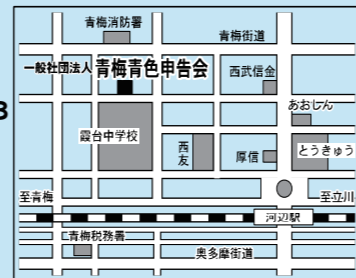 青梅消防署
青梅街道
一般社団法人 青梅青色申告会
西武信金
3
あおしん
霞台中学校
西友
厚信
とうきゅう
至青梅
至立川
河辺駅
青梅税務署
奥多摩街道